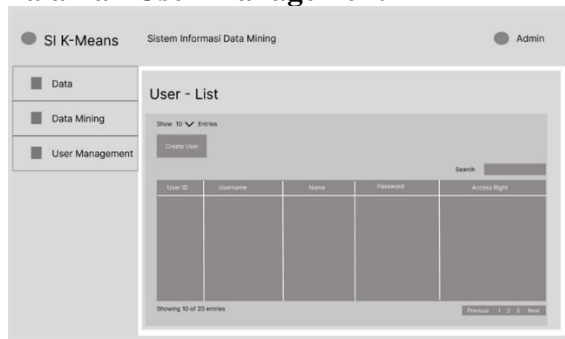 SI K-Means
Sistem Informasi Data Mining
Admin
Data
Data Mining
User Management
User - List
Show 10 Entries
Create User
Search
User ID Username Name Password Access Right
Showing 10 of 20 entries
Previous 1 2 3 Next